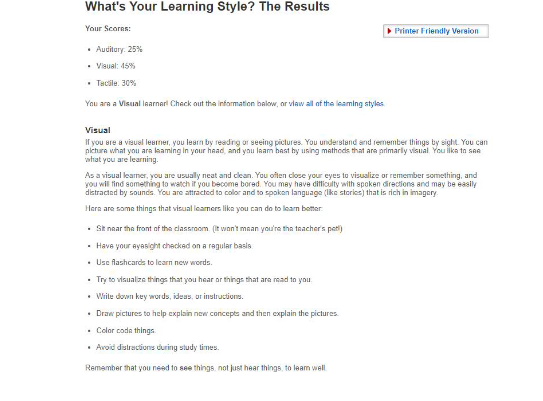 What's Your Learning Style? The Results
Your Scores:
Printer Friendly Version
Auditory: 25%
Visual: 45%
Tactile: 30%
You are a Visual learner! Check out the information below, or view all of the learning styles.
Visual
If you are a visual learner, you learn by reading or seeing pictures. You understand and remember things by sight. You can
picture what you are learning in your head, and you learn best by using methods that are primarily visual. You like to see
what you are learning.
As a visual learner, you are usually neat and clean. You often close your eyes to visualize or remember something, and
you will find something to watch if you become bored. You may have difficulty with spoken directions and may be easily
distracted by sounds. You are attracted to color and to spoken language (like stories) that is rich in imagery.
Here are some things that visual learners like you can do to learn better:
Sit near the front of the classroom. (It won't mean you're the teacher's pet!)
Have your eyesight checked on a regular basis.
Use flashcards to learn new words.
Try to visualize things that you hear or things that are read to you.
Write down key words, ideas, or instructions.
Draw pictures to help explain new concepts and then explain the pictures.
Color code things.
Avoid distractions during study times.
Remember that you need to see things, not just hear things, to learn well.